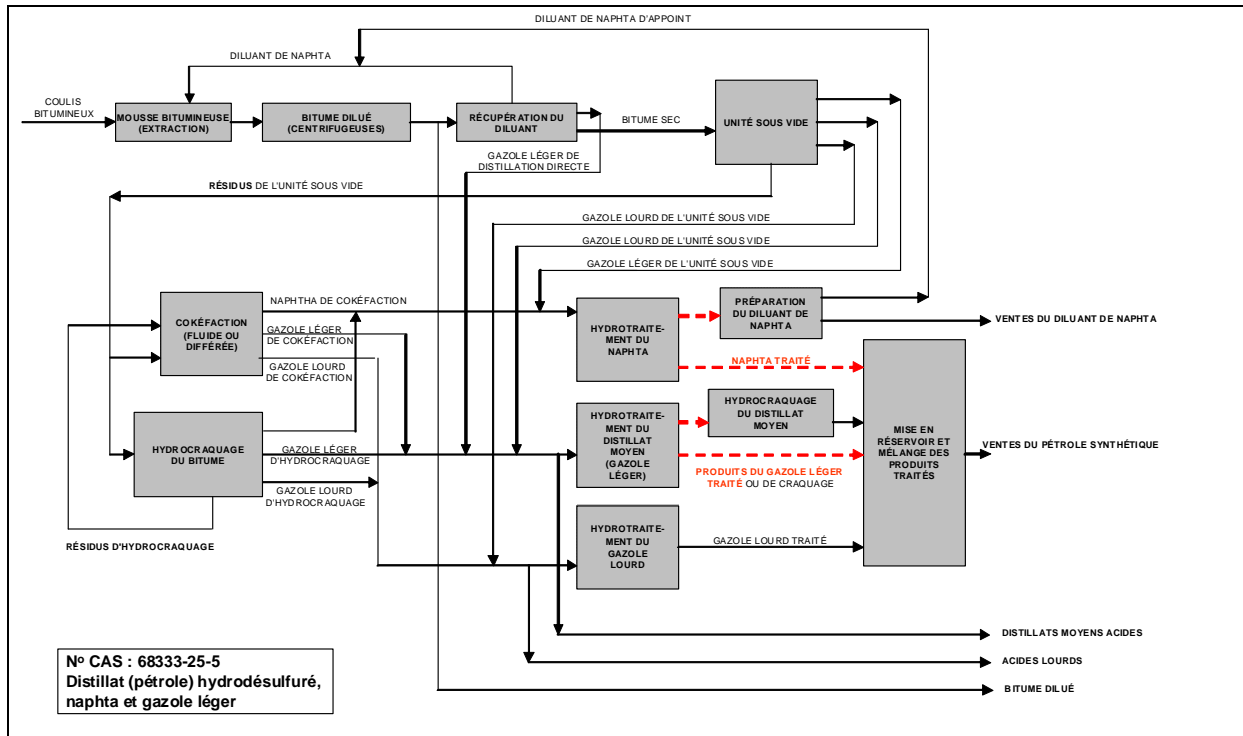 DILUANT DE NAPHTA D'APPOINT
DILUANT DE NAPHTA
COULIS
BITUMINEUX
MOUSSE BITUMINEUSE
(EXTRACTION)
BITUME DILUÉ
(CENTRIFUGEUSES)
RÉCUPÉRATION DU
DILUANT
BITUME SEC
UNITÉ SOUS VIDE
GAZOLE LÉGER DE
DISTILLATION DIRECTE
RÉSIDUS DE L'UNITÉ SOUS VIDE
GAZOLE LOURD DE L'UNITÉ SOUS VIDE
GAZOLE LOURD DE L'UNITÉ SOUS VIDE
GAZOLE LÉGER DE L'UNITÉ SOUS VIDE
COKÉFACTION
(FLUIDE OU
DIFFÉRÉE)
NAPHTHA DE COKÉFACTION
GAZOLE LÉGER
DE COKÉFACTION
GAZOLE LOURD
DE COKÉFACTION
HYDROTRAITE-
MENT DU
NAPHTA
PRÉPARATION
DU DILUANT DE
NAPHTA
VENTES DU DILUANT DE NAPHTA
NAPHTA TRAITÉ
HYDROCRAQUAGE
DU BITUME
GAZOLE LÉGER
D'HYDROCRAQUAGE
GAZOLE LOURD
D'HYDROCRAQUAGE
RÉSIDUS D'HYDROCRAQUAGE
HYDROTRAITE-
MENT DU
DISTILLAT
MOYEN
(GAZOLE
LÉGER)
HYDROCRAQUAGE
DU DISTILLAT
MOYEN
PRODUITS DU GAZOLE LÉGER
TRAITÉ OU DE CRAQUAGE
MISE EN
RÉSERVOIR ET
MÉLANGE DES
PRODUITS
TRAITÉS
VENTES DU PÉTROLE SYNTHÉTIQUE
HYDROTRAITE-
MENT DU
GAZOLE
LOURD
GAZOLE LOURD TRAITÉ
DISTILLATS MOYENS ACIDES
ACIDES LOURDS
BITUME DILUÉ
Nº CAS : 68333-25-5
Distillat (pétrole) hydrodésulfuré,
naphta et gazole léger